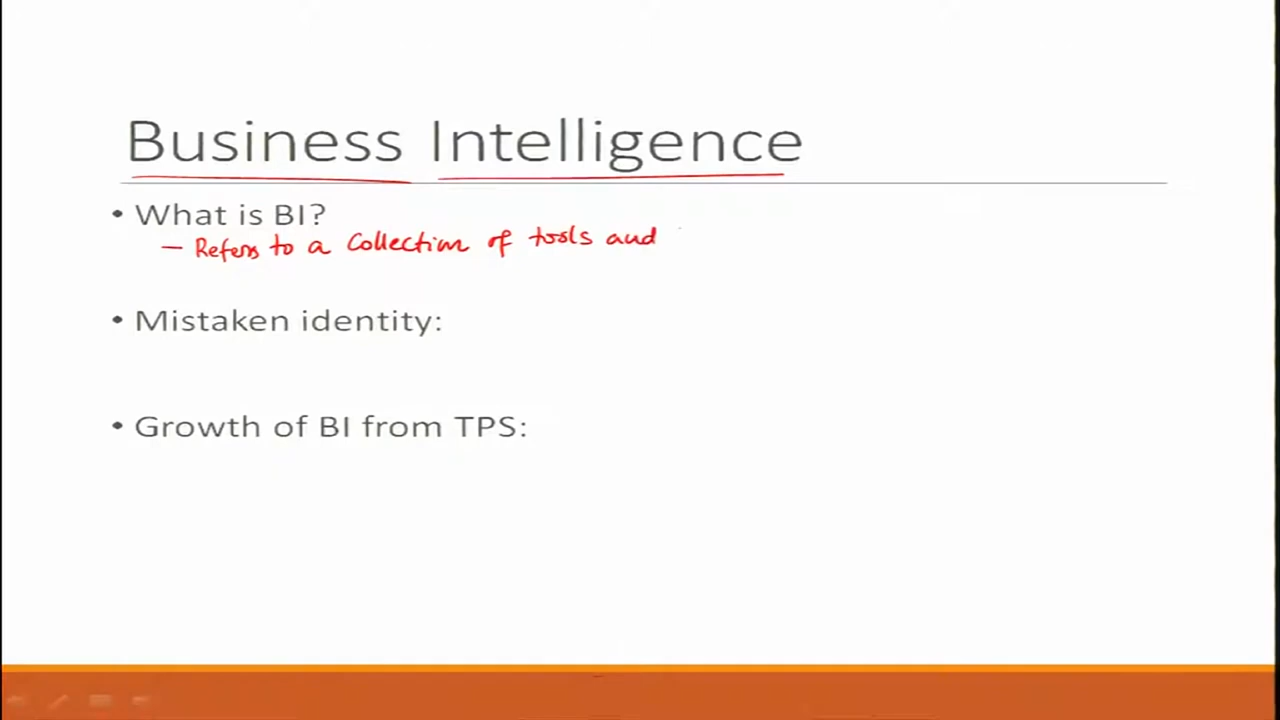 Business Intelligence
• What is BI?
– Refers to a Collection of tools and
• Mistaken identity:
• Growth of BI from TPS: